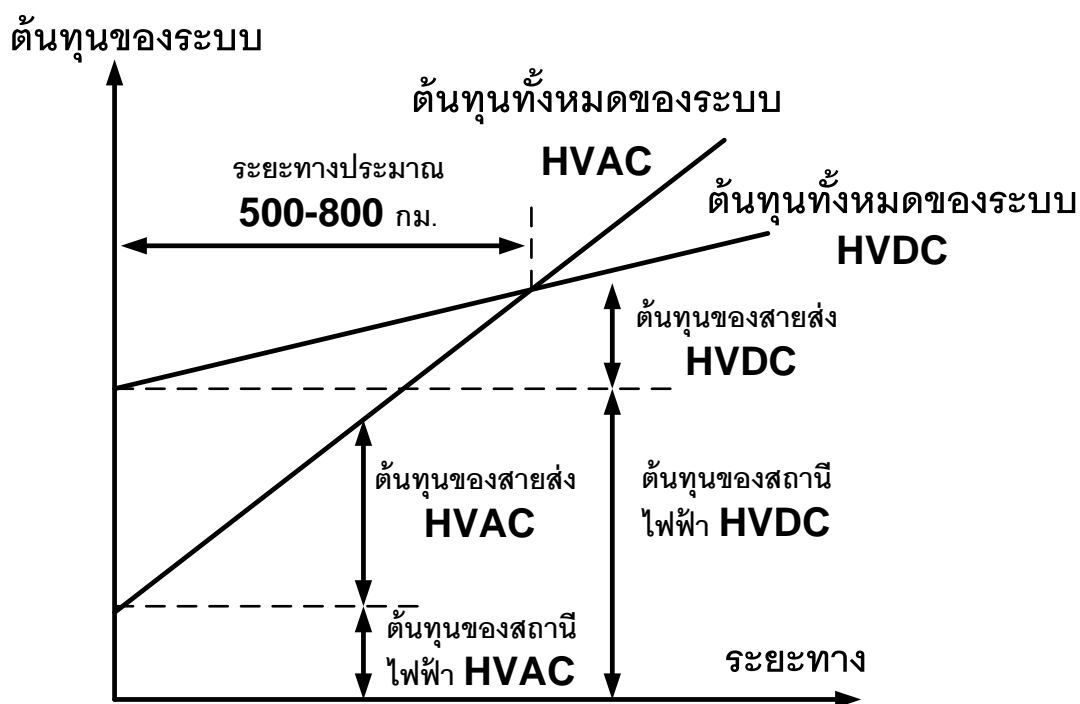 ต้นทุนของระบบ
ต้นทุนทั้งหมดของระบบ
HVAC
ระยะทางประมาณ
500-800 กม.
ต้นทุนทั้งหมดของระบบ
HVDC
ต้นทุนของสายส่ง
HVDC
ต้นทุนของสายส่ง
HVAC
ต้นทุนของสถานี
ไฟฟ้า HVDC
ต้นทุนของสถานี
ไฟฟ้า HVAC
ระยะทาง